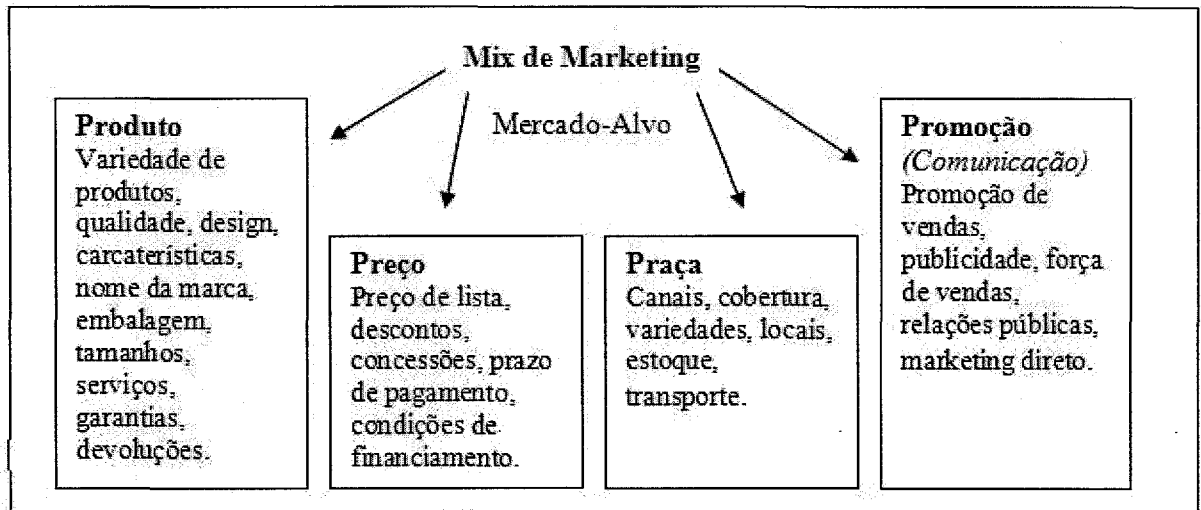 Mix de Marketing
Mercado-Alvo
Produto
Variedade de
produtos,
qualidade, design,
carcaterísticas,
nome da marca,
embalagem,
tamanhos,
serviços,
garantias,
devoluções.
Preço
Preço de lista,
descontos,
concessões, prazo
de pagamento,
condições de
financiamento.
Praça
Canais, cobertura,
variedades, locais,
estoque,
transporte.
Promoção
(Comunicação)
Promoção de
vendas,
publicidade, força
de vendas,
relações públicas,
marketing direto.